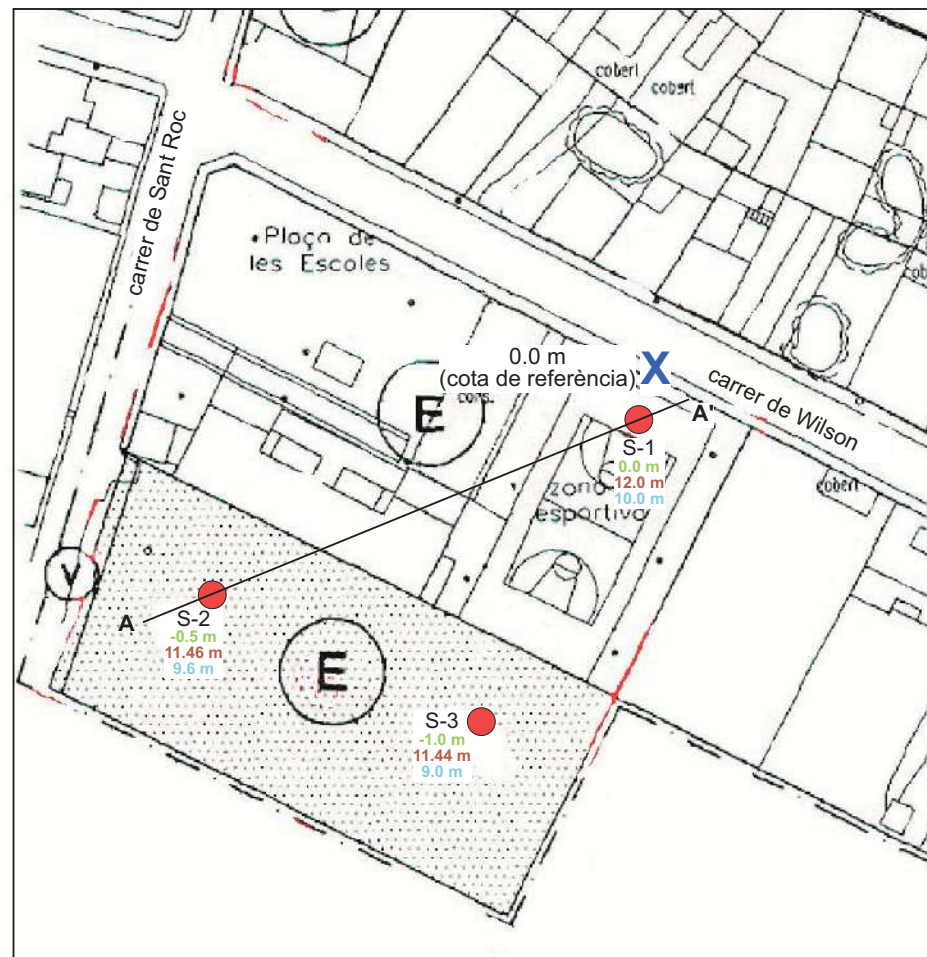 cobert
cobert
carrer de Sant Roc
Plaça de
les Escoles
0.0 m
(cota de referència)
X
carrer de Wilson
E
cons.
A'
S-1
0.0 m
12.0 m
10.0 m
zona
esportiva
cobert
V
A
S-2
-0.5 m
11.46 m
9.6 m
E
S-3
-1.0 m
11.44 m
9.0 m